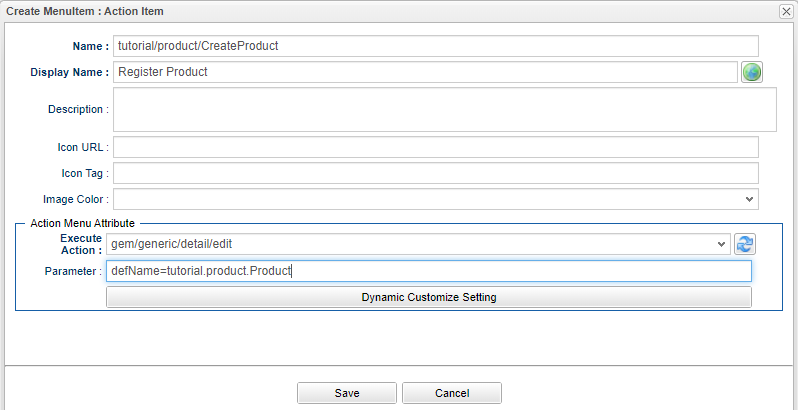 Create MenuItem : Action Item
Name : tutorial/product/CreateProduct
Display Name : Register Product
Description :
Icon URL :
Icon Tag :
Image Color :
Action Menu Attribute
Execute
Action : gem/generic/detail/edit
Parameter : defName=tutorial.product.Product
Dynamic Customize Setting
Save Cancel